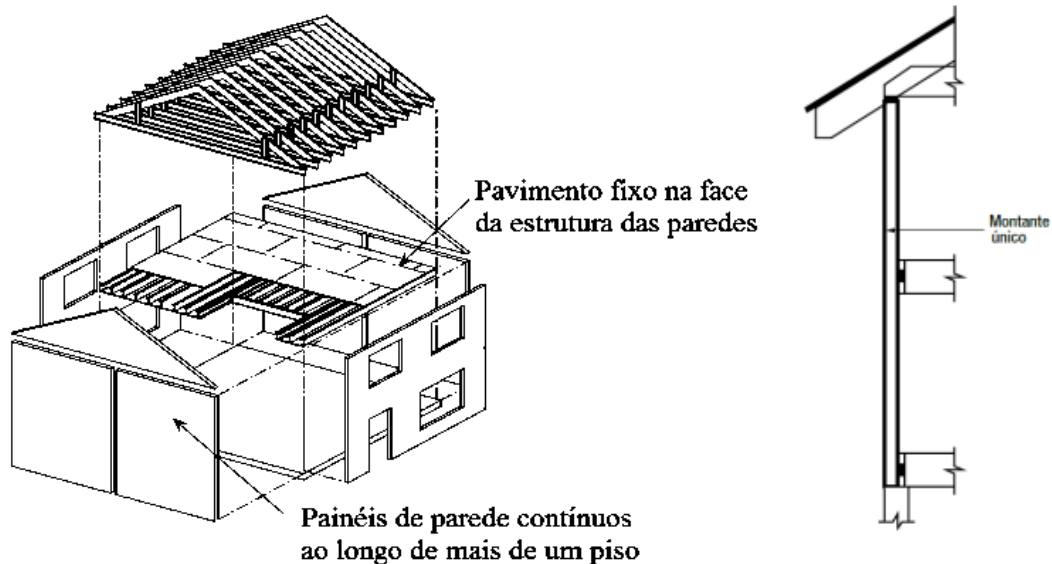 Pavimento fixo na face
da estrutura das paredes
Montante
único
Painéis de parede contínuos
ao longo de mais de um piso